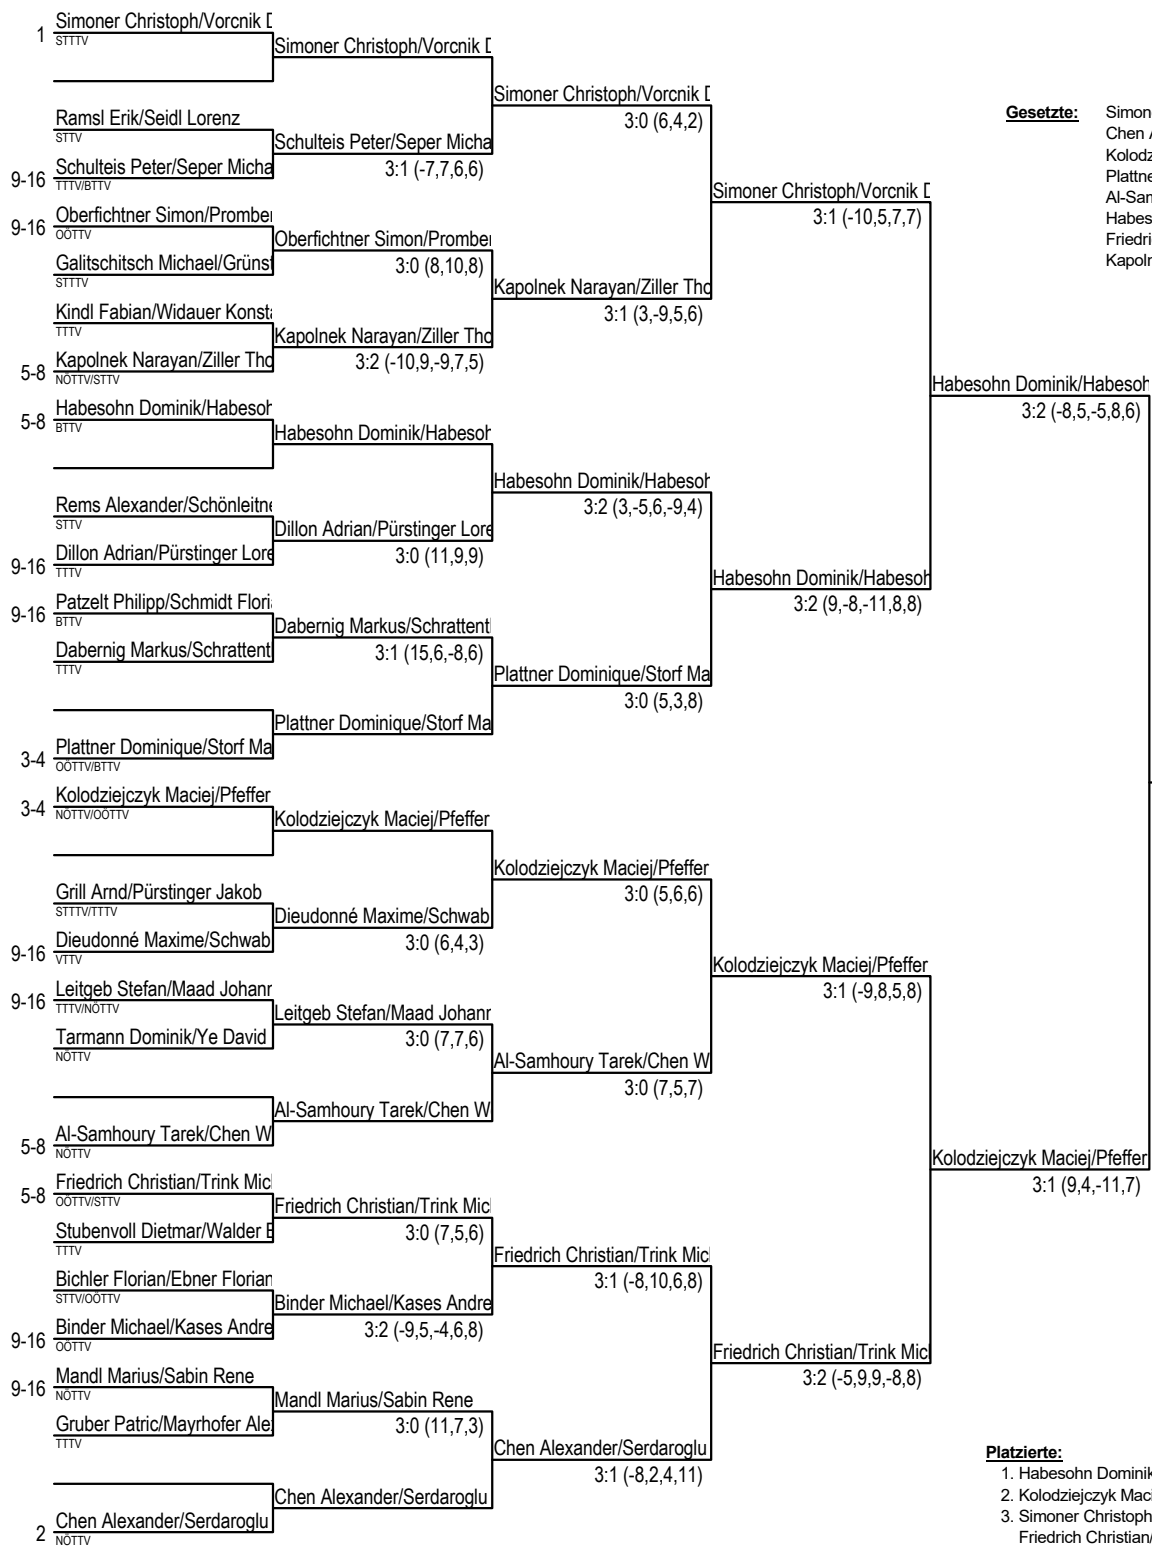 1 Simoner Christoph/Vorcnik
STTTV
Ramsl Erik/Seidl Lorenz
STTV
9-16 Schulteis Peter/Seper Micha
TTTV/BTTV
9-16 Oberfichtner Simon/Prombe
OÖTTV
Galitschitsch Michael/Grüns
STTTV
Kindl Fabian/Widauer Konst
TTTV
5-8 Kapolnek Narayan/Ziller Tho
NÖTTV/STTV
5-8 Habesohn Dominik/Habesoh
BTTV
Rems Alexander/Schönleitn
STTV
9-16 Dillon Adrian/Pürstinger Lore
TTTV
9-16 Patzelt Philipp/Schmidt Flori
BTTV
Dabernig Markus/Schrattent
TTTV
3-4 Plattner Dominique/Storf Ma
OÖTTV/BTTV
3-4 Kolodziejczyk Maciej/Pfeffer
NÖTTV/OÖTTV
Grill Arnd/Pürstinger Jakob
STTTV/TTTV
9-16 Dieudonné Maxime/Schwab
VTTV
9-16 Leitgeb Stefan/Maad Johann
TTTV/NÖTTV
Tarmann Dominik/Ye David
NÖTTV
5-8 Al-Samhoury Tarek/Chen W
NÖTTV
5-8 Friedrich Christian/Trink Mic
OÖTTV/STTV
Stubenvoll Dietmar/Walder
TTTV
Bichler Florian/Ebner Florian
STTV/OÖTTV
9-16 Binder Michael/Kases Andre
OÖTTV
9-16 Mandl Marius/Sabin Rene
NÖTTV
Gruber Patric/Mayrhofer Ale
TTTV
2 Chen Alexander/Serdaroglu
NÖTTV
Simoner Christoph/Vorcnik
Schulteis Peter/Seper Micha
3:1 (-7,7,6,6)
Oberfichtner Simon/Prombe
3:0 (8,10,8)
Kapolnek Narayan/Ziller Tho
3:2 (-10,9,-9,7,5)
Habesohn Dominik/Habesoh
Dillon Adrian/Pürstinger Lore
3:0 (11,9,9)
Dabernig Markus/Schrattent
3:1 (15,6,-8,6)
Plattner Dominique/Storf Ma
Kolodziejczyk Maciej/Pfeffer
Dieudonné Maxime/Schwab
3:0 (6,4,3)
Leitgeb Stefan/Maad Johann
3:0 (7,7,6)
Al-Samhoury Tarek/Chen W
Friedrich Christian/Trink Mic
3:0 (7,5,6)
Binder Michael/Kases Andre
3:2 (-9,5,-4,6,8)
Mandl Marius/Sabin Rene
3:0 (11,7,3)
Chen Alexander/Serdaroglu
Simoner Christoph/Vorcnik
3:0 (6,4,2)
Kapolnek Narayan/Ziller Tho
3:1 (3,-9,5,6)
Habesohn Dominik/Habesoh
3:2 (3,-5,6,-9,4)
Plattner Dominique/Storf Ma
3:0 (5,3,8)
Kolodziejczyk Maciej/Pfeffer
3:0 (5,6,6)
Al-Samhoury Tarek/Chen W
3:0 (7,5,7)
Friedrich Christian/Trink Mic
3:1 (-8,10,6,8)
Chen Alexander/Serdaroglu
3:1 (-8,2,4,11)
Simoner Christoph/Vorcnik
3:1 (-10,5,7,7)
Habesohn Dominik/Habesoh
3:2 (9,-8,-11,8,8)
Kolodziejczyk Maciej/Pfeffer
3:1 (-9,8,5,8)
Friedrich Christian/Trink Mic
3:2 (-5,9,9,-8,8)
Habesohn Dominik/Habesoh
3:2 (-8,5,-5,8,6)
Kolodziejczyk Maciej/Pfeffer
3:1 (9,4,-11,7)
Gesetzte: Simon
Chen
Kolodz
Plattne
Al-Sam
Habes
Friedri
Kapoln
Platzierte:
1. Habesohn Dominik
2. Kolodziejczyk Maci
3. Simoner Christoph
Friedrich Christian/